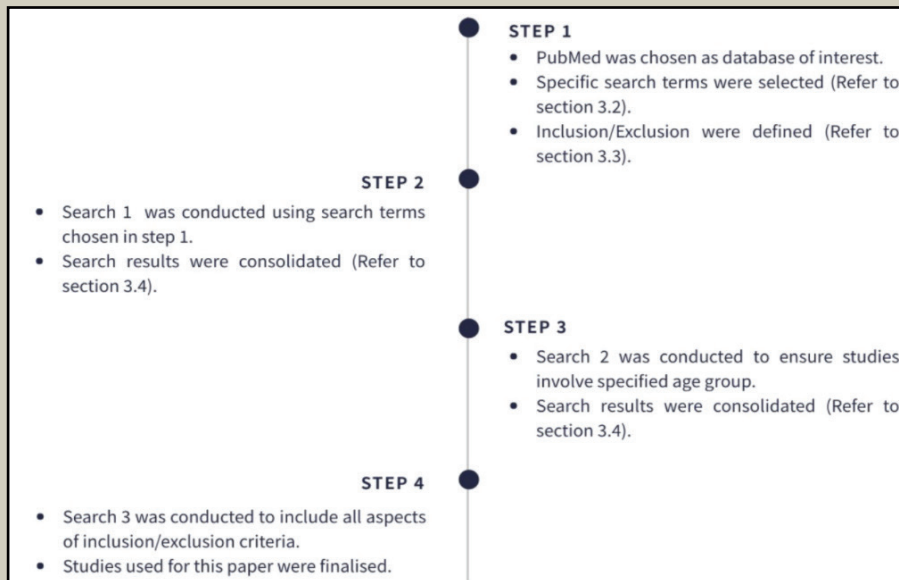 STEP 1
• PubMed was chosen as database of interest.
• Specific search terms were selected (Refer to
section 3.2).
• Inclusion/Exclusion were defined (Refer to
section 3.3).
STEP 2
• Search 1 was conducted using search terms
chosen in step 1.
• Search results were consolidated (Refer to
section 3.4).
STEP 3
• Search 2 was conducted to ensure studies
involve specified age group.
• Search results were consolidated (Refer to
section 3.4).
STEP 4
• Search 3 was conducted to include all aspects
of inclusion/exclusion criteria.
• Studies used for this paper were finalised.